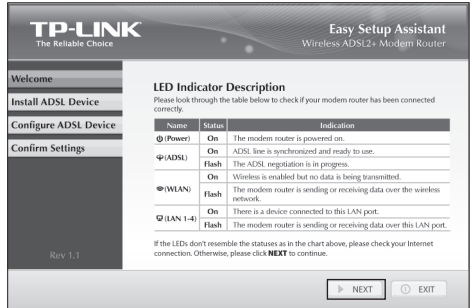 TP-LINK
The Reliable Choice
Easy Setup Assistant
Wireless ADSL2+ Modem Router
Welcome
Install ADSL Device
Configure ADSL Device
Confirm Settings
Rev 1.1
LED Indicator Description
Please look through the table below to check if your modem router has been connected
correctly.
Name Status Indication
(Power) On The modem router is powered on.
(ADSL) On ADSL line is synchronized and ready to use.
Flash The ADSL negotiation is in progress.
(WLAN) On Wireless is enabled but no data is being transmitted.
Flash The modem router is sending or receiving data over the wireless
network.
(LAN 1-4) On There is a device connected to this LAN port.
Flash The modem router is sending or receiving data over this LAN port.
If the LEDs don't resemble the statuses as in the chart above, please check your Internet
connection. Otherwise, please click NEXT to continue.
NEXT
EXIT